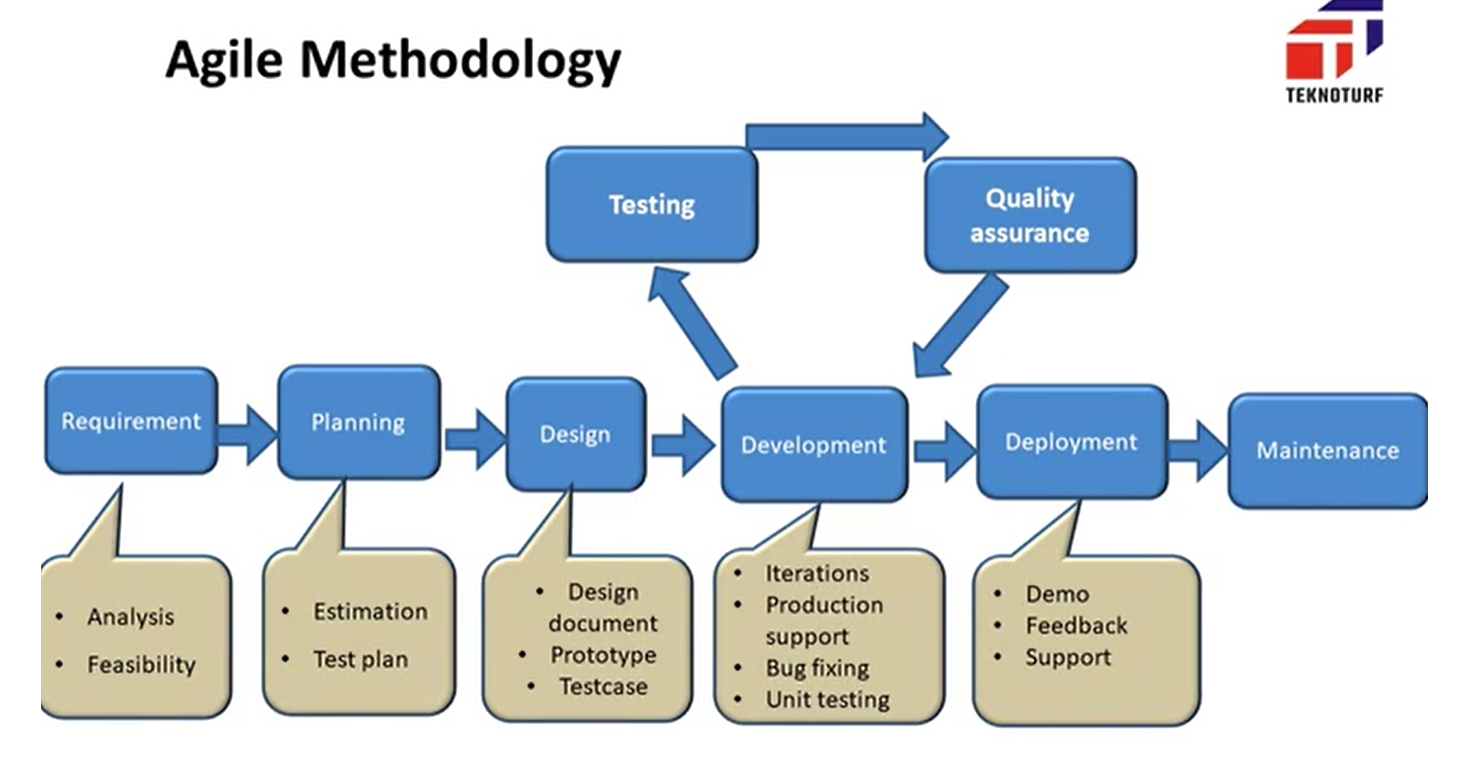 Agile Methodology
TEKNOTURF
Testing
Quality
assurance
Requirement
Planning
Design
Development
Deployment
Maintenance
• Analysis
• Feasibility
• Estimation
• Test plan
• Design
document
• Prototype
• Testcase
• Iterations
• Production
support
• Bug fixing
• Unit testing
• Demo
• Feedback
• Support